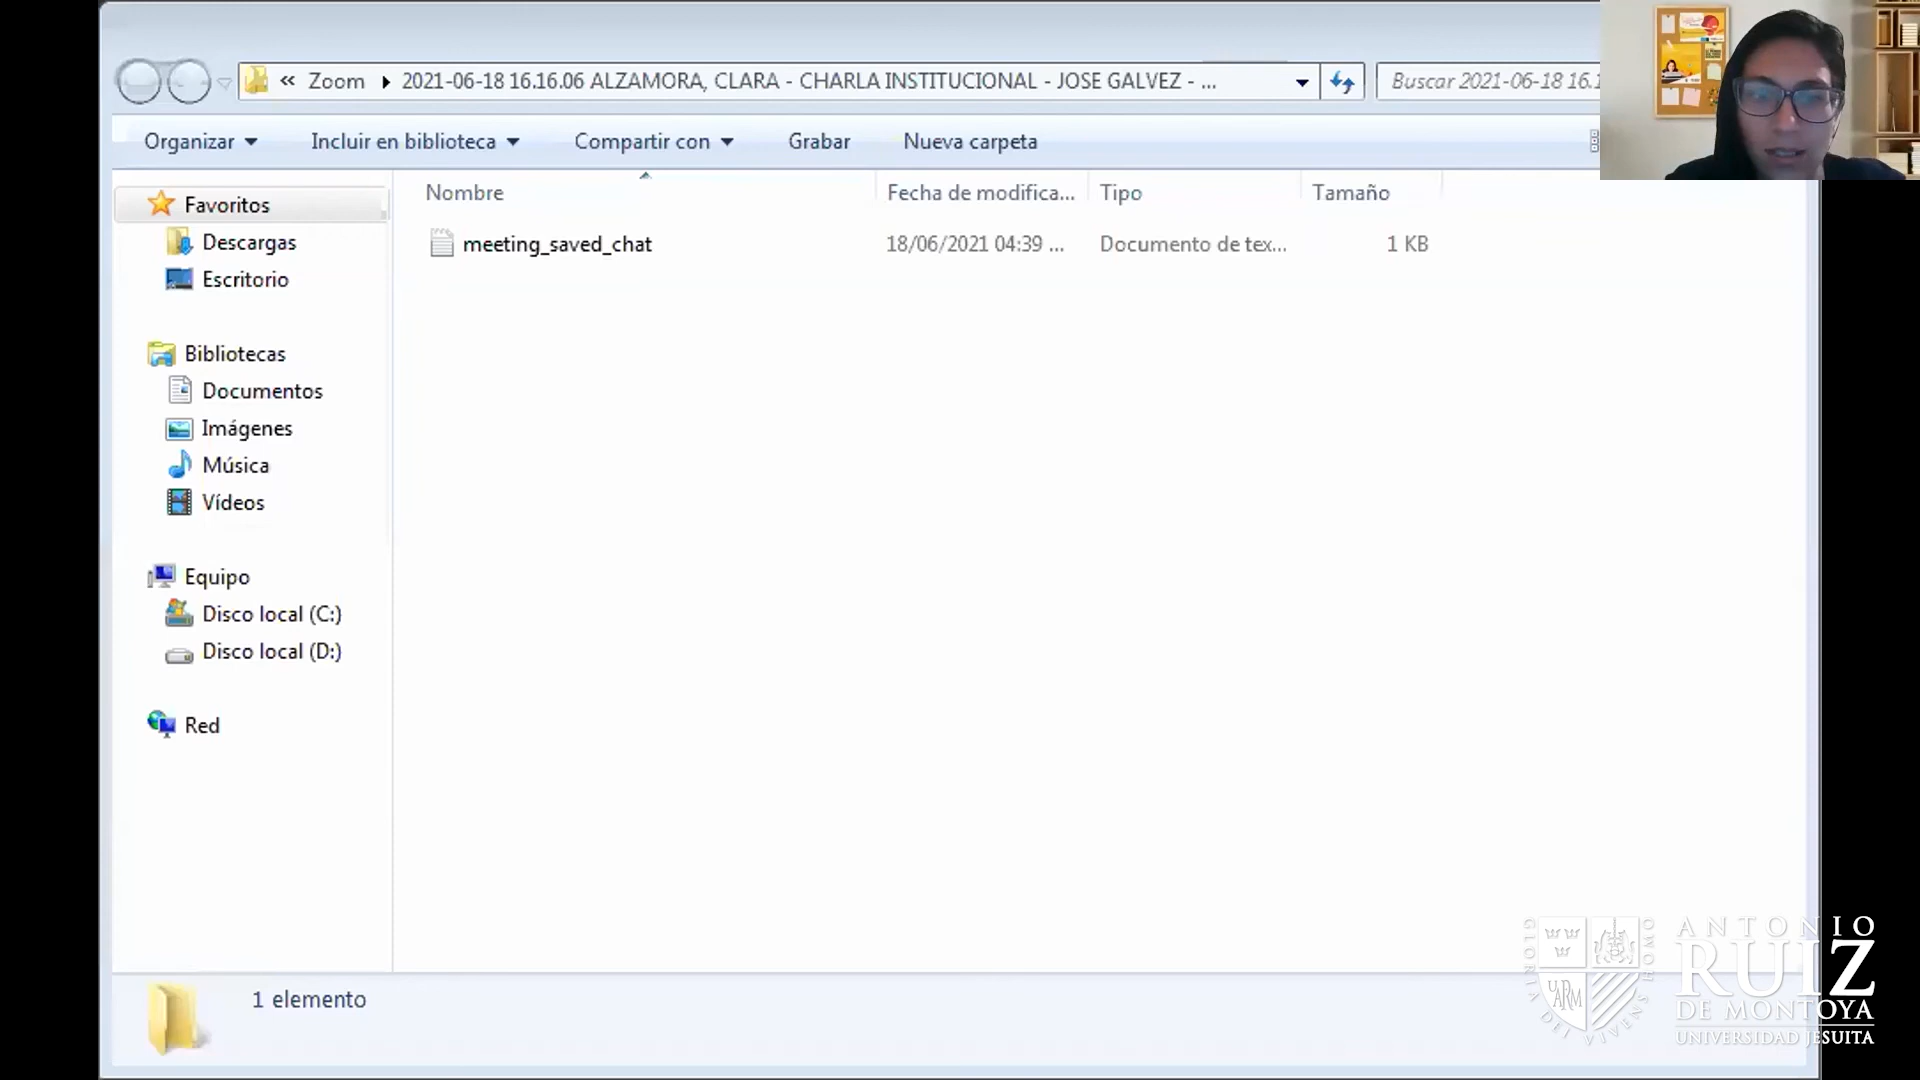 « Zoom ▸ 2021-06-18 16.16.06 ALZAMORA, CLARA - CHARLA INSTITUCIONAL - JOSE GALVEZ - ...
Buscar 2021-06-18 16.1
Organizar
Incluir en biblioteca
Compartir con
Grabar
Nueva carpeta
Nombre
Fecha de modifica...
Tipo
Tamaño
meeting_saved_chat
18/06/2021 04:39 ...
Documento de tex...
1 KB
Favoritos
Descargas
Escritorio
Bibliotecas
Documentos
Imágenes
Música
Vídeos
Equipo
Disco local (C:)
Disco local (D:)
Red
1 elemento
UARM
ANTONIO
RUIZ
DE MONTOYA
UNIVERSIDAD JESUITA